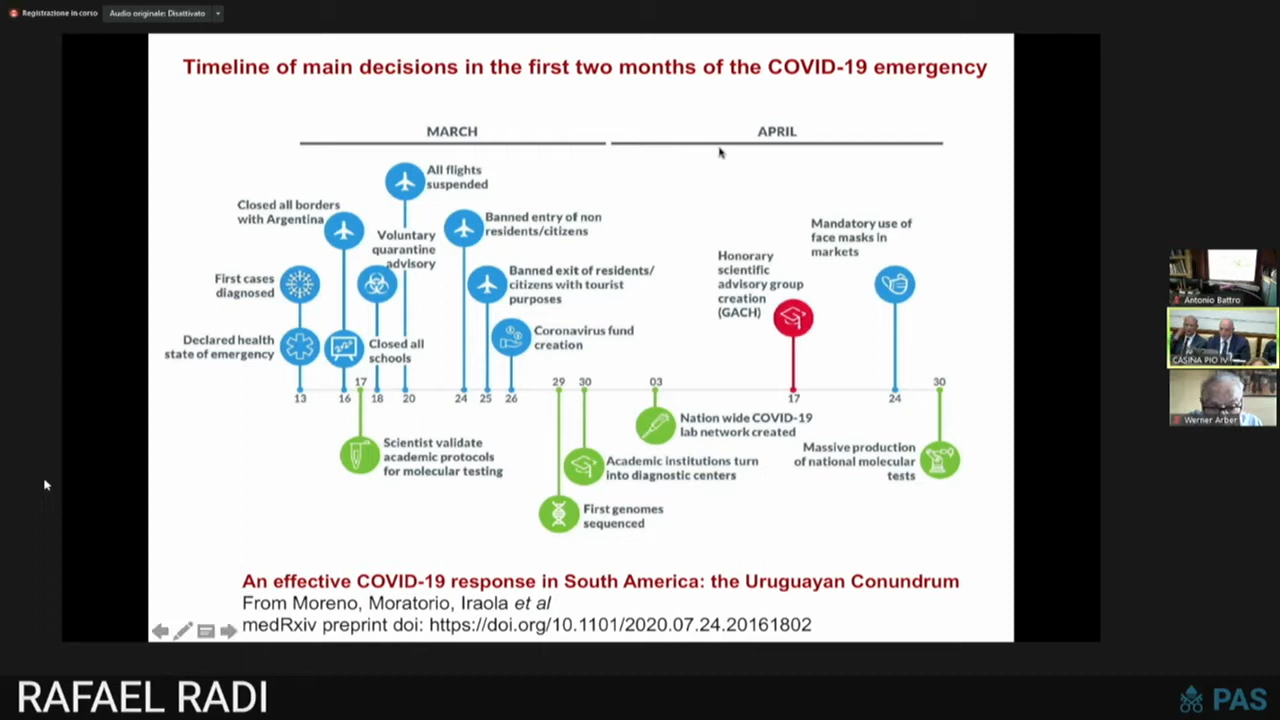 Registrazione in corso
Audio originale: Disattivato
Timeline of main decisions in the first two months of the COVID-19 emergency
MARCH
APRIL
All flights
suspended
Closed all borders
with Argentina
Banned entry of non
residents/citizens
Mandatory use of
face masks in
markets
Voluntary
quarantine
advisory
Honorary
scientific
advisory group
creation
(GACH)
First cases
diagnosed
Banned exit of residents/
citizens with tourist
purposes
Declared health
state of emergency
Closed all
schools
Coronavirus fund
creation
17
29
30
03
30
13
16
18
20
24
25
26
17
24
Scientist validate
academic protocols
for molecular testing
Nation wide COVID-19
lab network created
Academic institutions turn
into diagnostic centers
Massive production
of national molecular
tests
First genomes
sequenced
An effective COVID-19 response in South America: the Uruguayan Conundrum
From Moreno, Moratorio, Iraola et al
medRxiv preprint doi: https://doi.org/10.1101/2020.07.24.20161802
Antonio Battro
CASINA PIO IV
Werner Arber
RAFAEL RADI
PAS